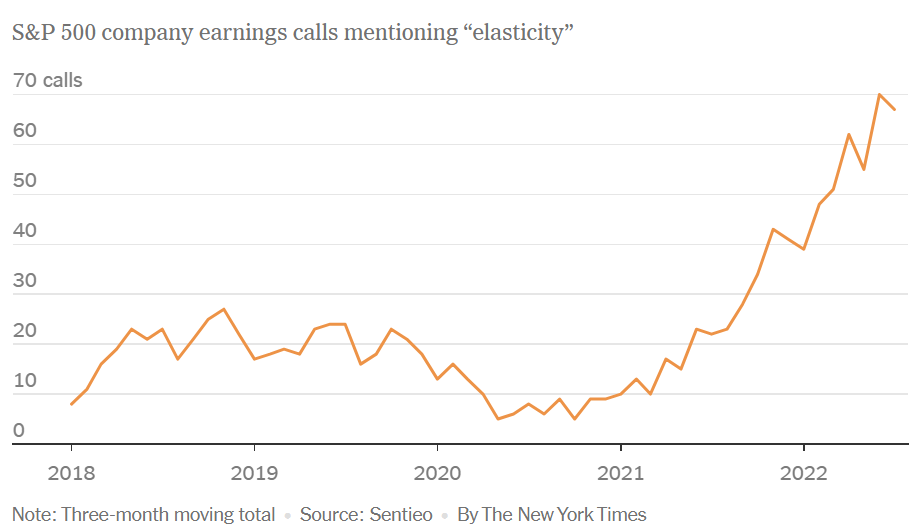 S&P 500 company earnings calls mentioning “elasticity”
70 calls
60
50
40
30
20
10
0
2018 2019 2020 2021 2022
Note: Three-month moving total • Source: Sentieo • By The New York Times